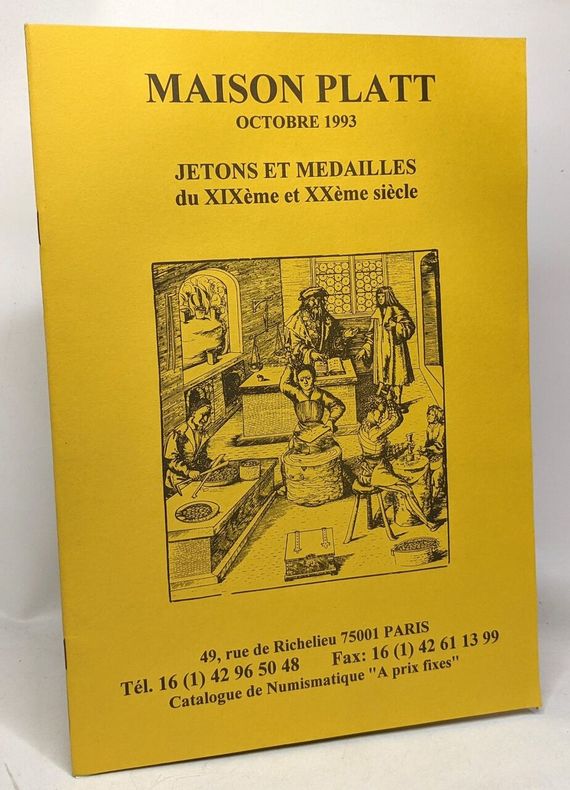 MAISON PLATT
OCTOBRE 1993
JETONS ET MEDAILLES
du XIXème et XXème siècle
49, rue de Richelieu 75001 PARIS
Tél. 16 (1) 42 96 50 48 Fax: 16 (1) 42 61 13 99
Catalogue de Numismatique "A prix fixes"